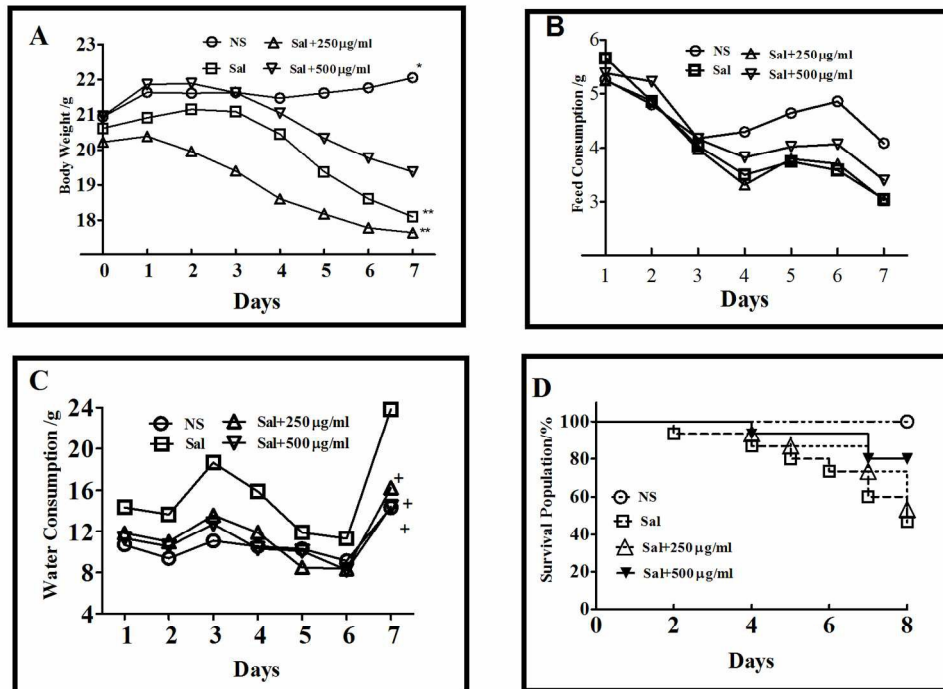 A
NS
Sal+250µg/ml
Sal
Sal+500µg/ml
Body Weight /g
23
22
21
20
19
18
*
**
**
0 1 2 3 4 5 6 7
Days
B
NS
Sal+250µg/ml
Sal
Sal+500µg/ml
Feed Consumption /g
6
5
4
3
1 2 3 4 5 6 7
Days
C
NS
Sal+250µg/ml
Sal
Sal+500µg/ml
Water Consumption /g
24
20
16
12
8
4
+
+
+
1 2 3 4 5 6 7
Days
D
Survival Population/%
100
80
60
40
20
0
NS
Sal
Sal+250µg/ml
Sal+500µg/ml
0 2 4 6 8
Days